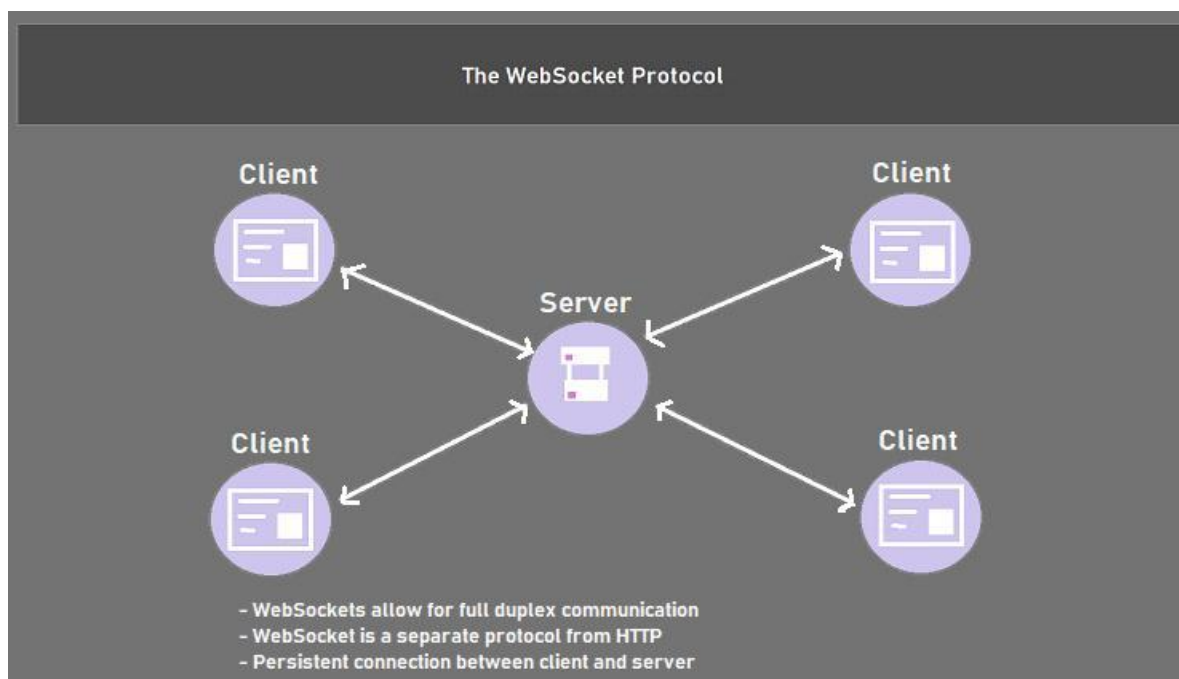 The WebSocket Protocol
Client
Client
Server
Client
Client
- WebSockets allow for full duplex communication
- WebSocket is a separate protocol from HTTP
- Persistent connection between client and server